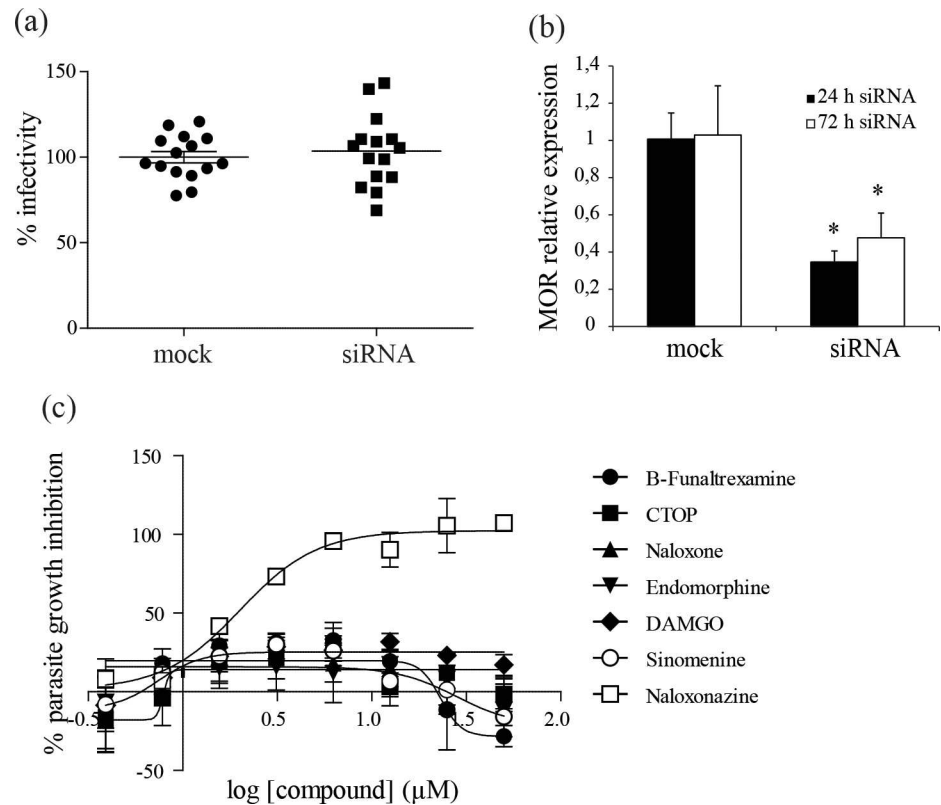 (a)
% infectivity
150
100
50
0
mock
siRNA
(b)
MOR relative expression
1,4
1,2
1
0,8
0,6
0,4
0,2
0
24 h siRNA
72 h siRNA
*
*
mock
siRNA
(c)
% parasite growth inhibition
150
100
50
-50
-0.5
0.5
1.0
1.5
2.0
log [compound] (µM)
B-Funaltrexamine
CTOP
Naloxone
Endomorphine
DAMGO
Sinomenine
Naloxonazine